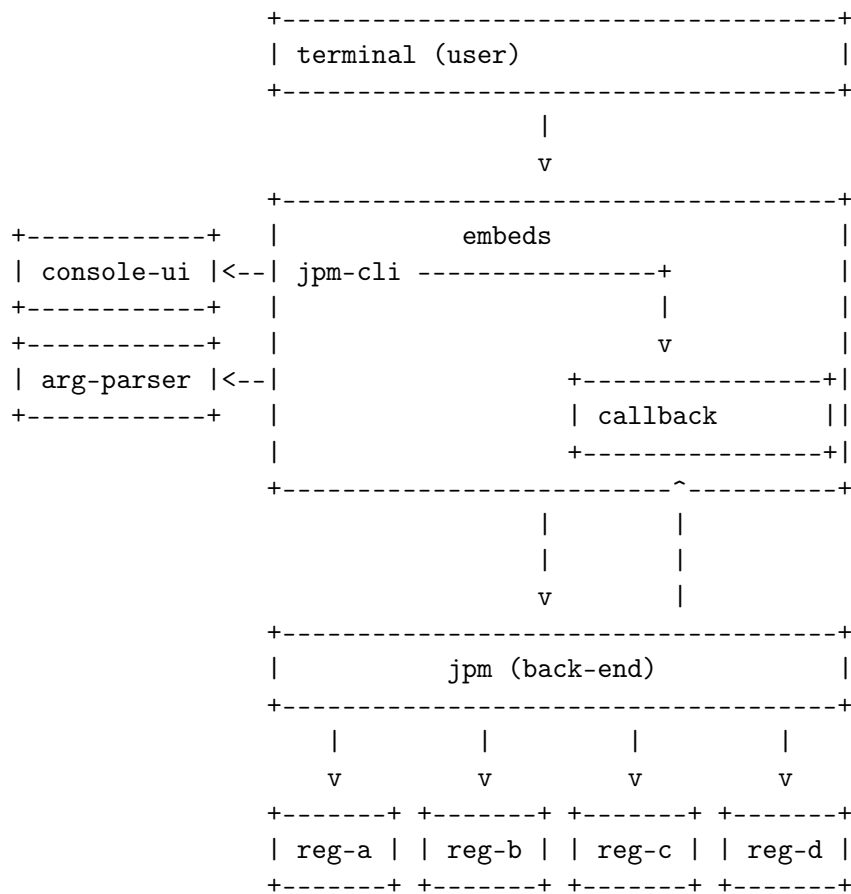 terminal (user)
embeds
console-ui
jpm-cli
arg-parser
callback
jpm (back-end)
reg-a reg-b reg-c reg-d